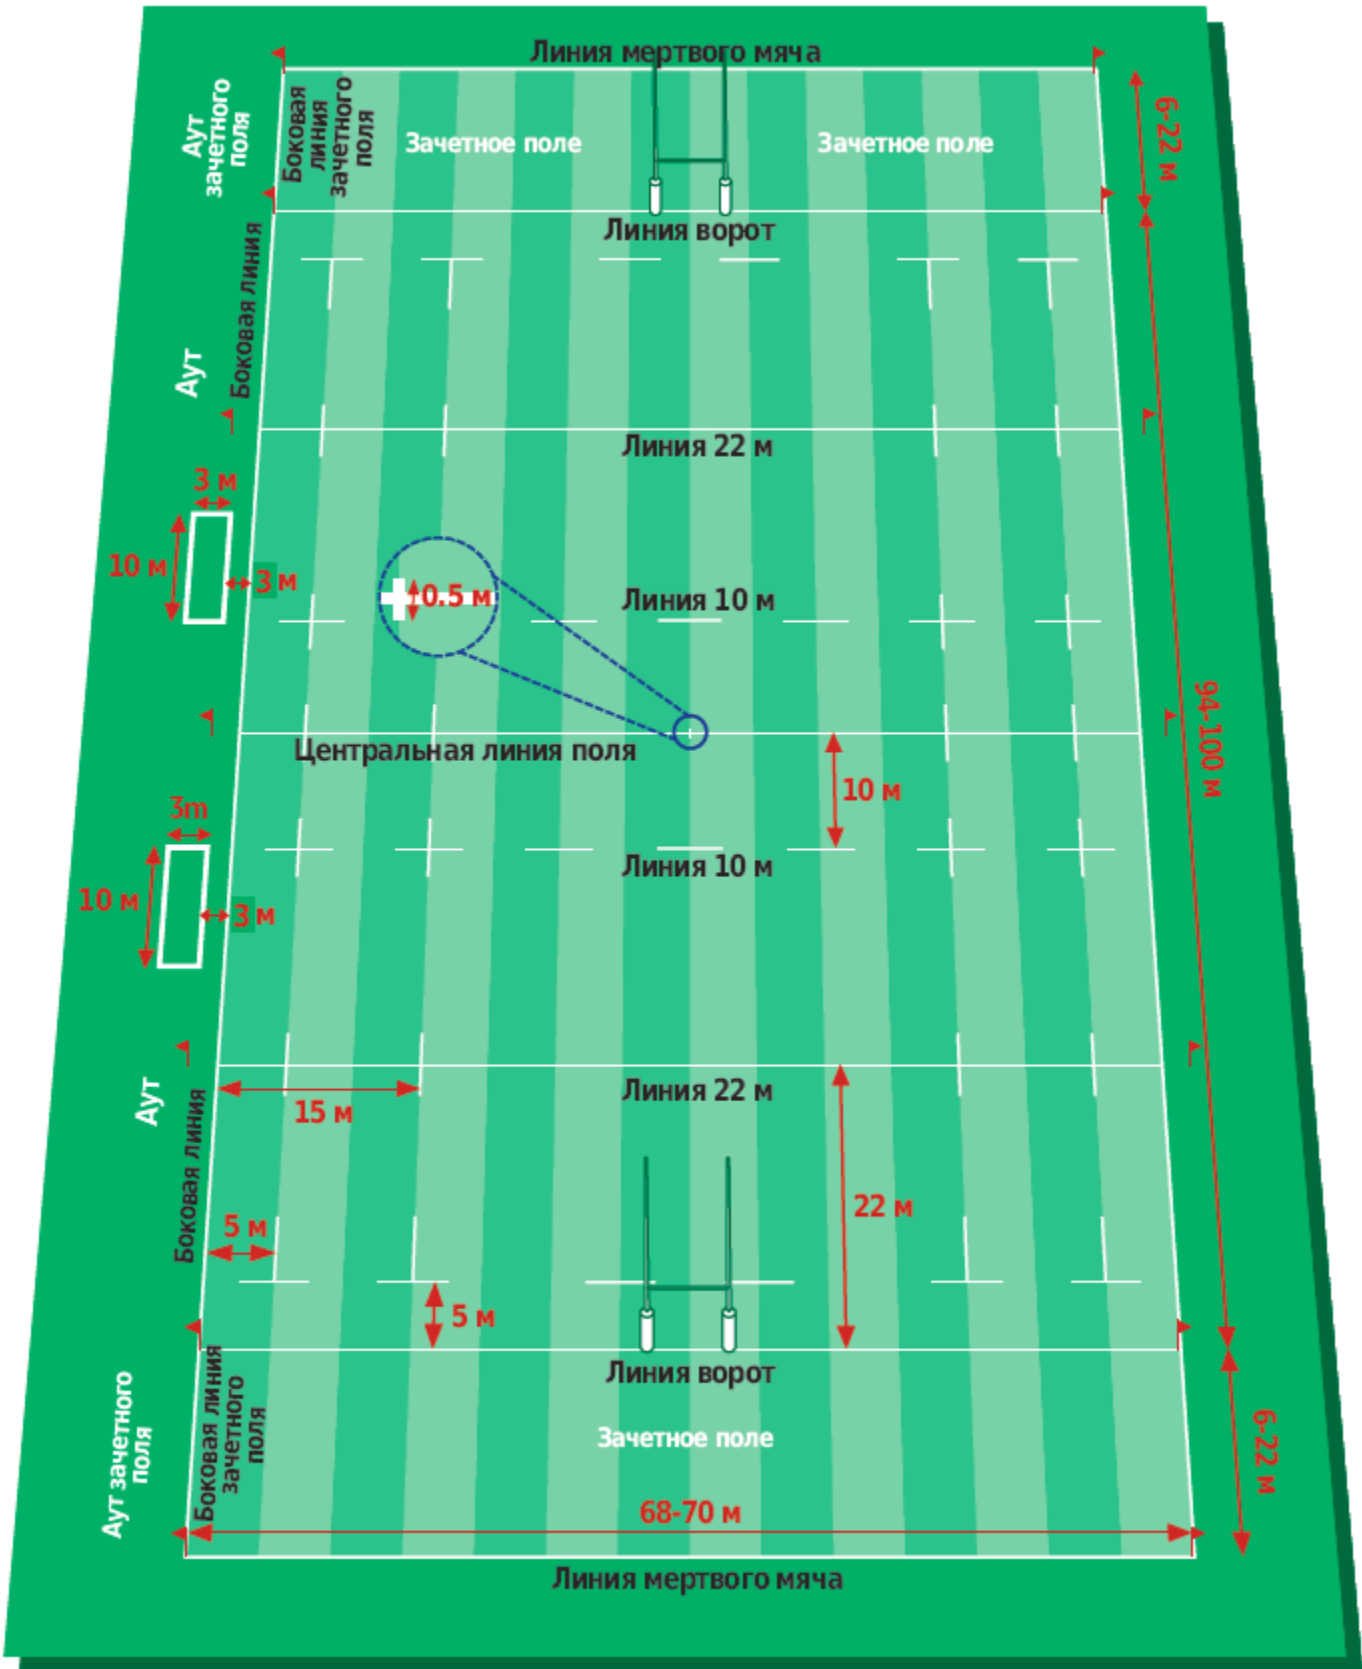 Линия мертвого мяча
Аут
зачетного
поля
Боковая
линия
зачетного
поля
Зачетное поле
Зачетное поле
6-22 м
Линия ворот
Боковая линия
Аут
Линия 22 м
3 м
10 м
3 м
0.5 м
Линия 10 м
94-100 м
Центральная линия поля
10 м
3m
Линия 10 м
10 м
3 м
Аут
Линия 22 м
15 м
Боковая линия
22 м
5 м
5 м
Линия ворот
Аут зачетного
поля
Боковая линия
зачетного
поля
Зачетное поле
6-22 м
68-70 м
Линия мертвого мяча